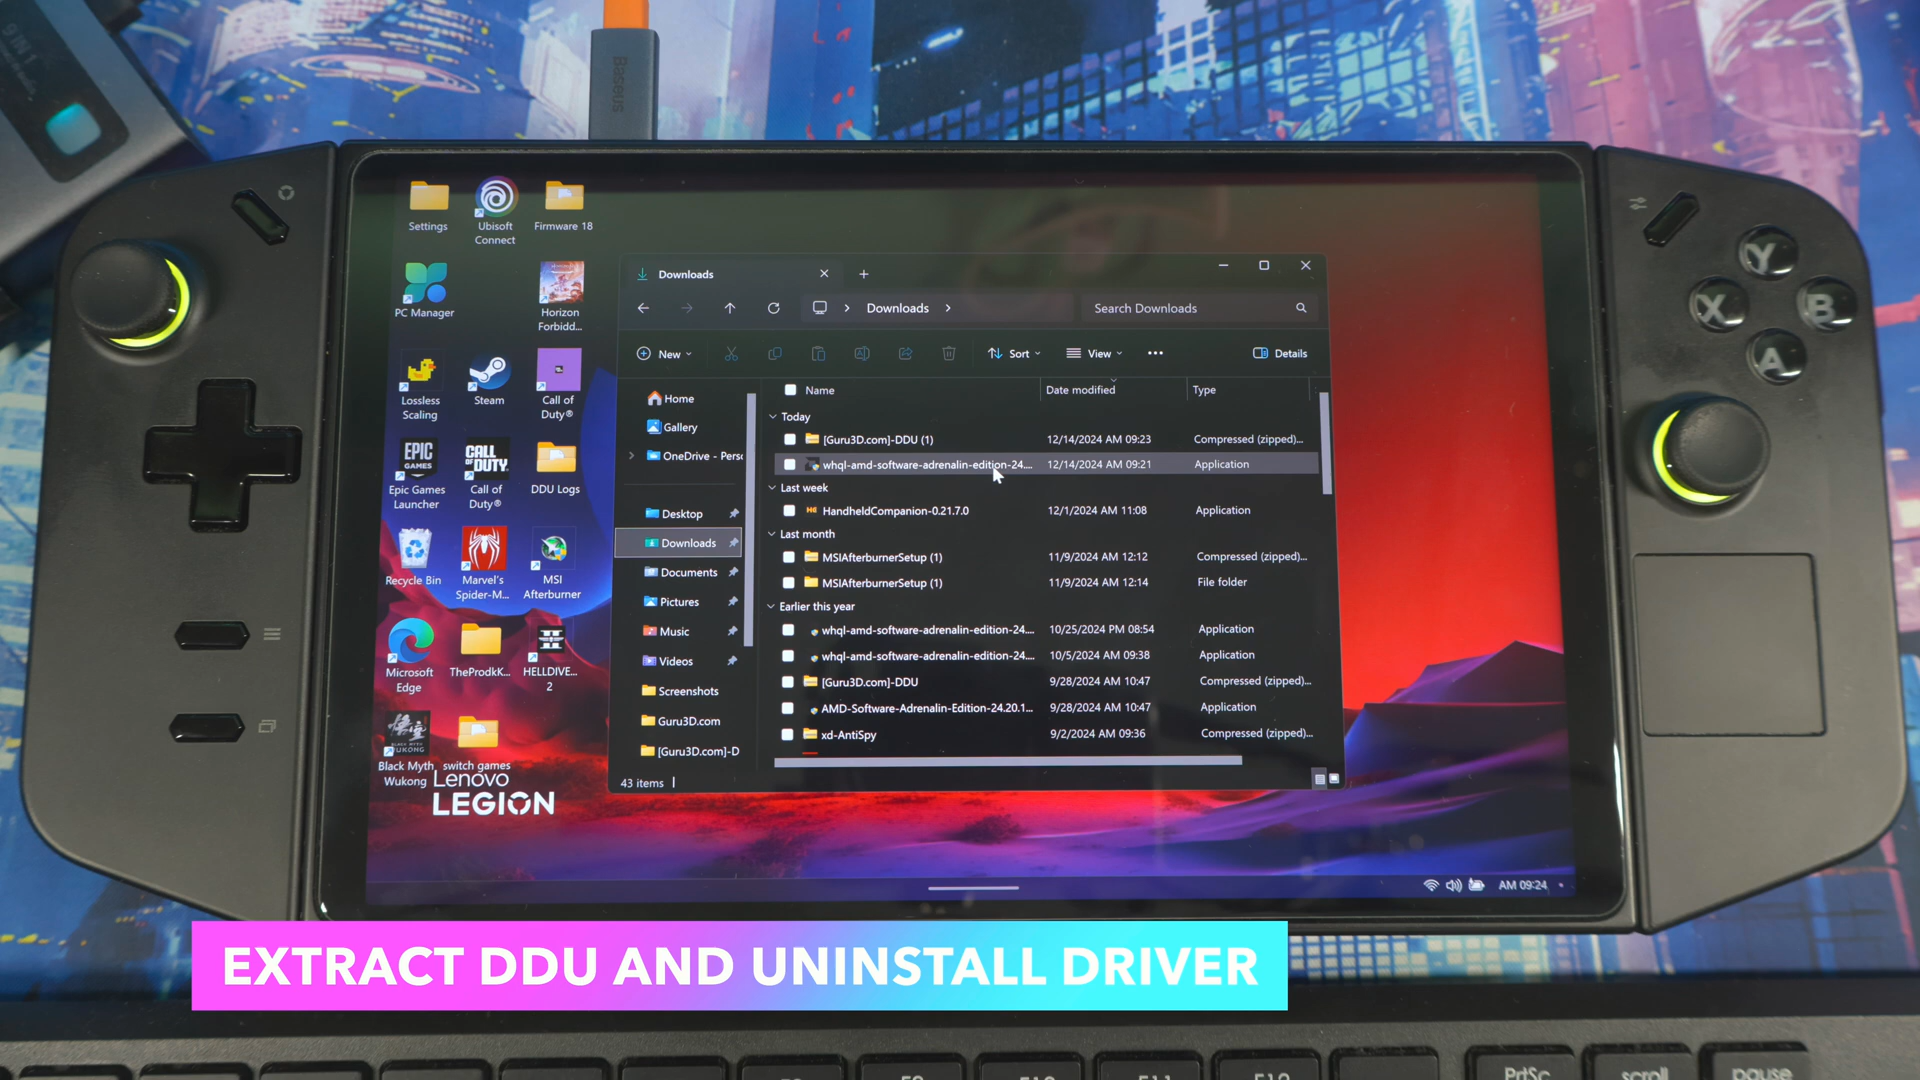 9 IN 1
Baseus
Settings
Ubisoft
Connect
Firmware 18
PC Manager
Horizon
Forbidd...
Lossless
Scaling
Steam
Call of
Duty®
EPIC
GAMES
CALL OF
DUTY
Epic Games
Launcher
Call of
Duty®
DDU Logs
Recycle Bin
Marvel's
Spider-M...
MSI
Afterburner
Microsoft
Edge
TheProdkK...
HELLDIVE...
2
BLACK MYTH
WUKONG
Black Myth
Wukong
switch games
Lenovo
LEGION
Downloads
Downloads
Search Downloads
New
Sort
View
Details
Home
Gallery
OneDrive - Perso
Desktop
Downloads
Documents
Pictures
Music
Videos
Screenshots
Guru3D.com
[Guru3D.com]-D
43 items
Name
Date modified
Type
Today
[Guru3D.com]-DDU (1)
12/14/2024 AM 09:23
Compressed (zipped)...
whql-amd-software-adrenalin-edition-24....
12/14/2024 AM 09:21
Application
Last week
HandheldCompanion-0.21.7.0
12/1/2024 AM 11:08
Application
Last month
MSIAfterburnerSetup (1)
11/9/2024 AM 12:12
Compressed (zipped)...
MSIAfterburnerSetup (1)
11/9/2024 AM 12:14
File folder
Earlier this year
whql-amd-software-adrenalin-edition-24....
10/25/2024 PM 08:54
Application
whql-amd-software-adrenalin-edition-24....
10/5/2024 AM 09:38
Application
[Guru3D.com]-DDU
9/28/2024 AM 10:47
Compressed (zipped)...
AMD-Software-Adrenalin-Edition-24.20.1...
9/28/2024 AM 10:47
Application
xd-AntiSpy
9/2/2024 AM 09:36
Compressed (zipped)...
AM 09:24
Y
X
B
A
EXTRACT DDU AND UNINSTALL DRIVER
PrtSc
scroll
pause